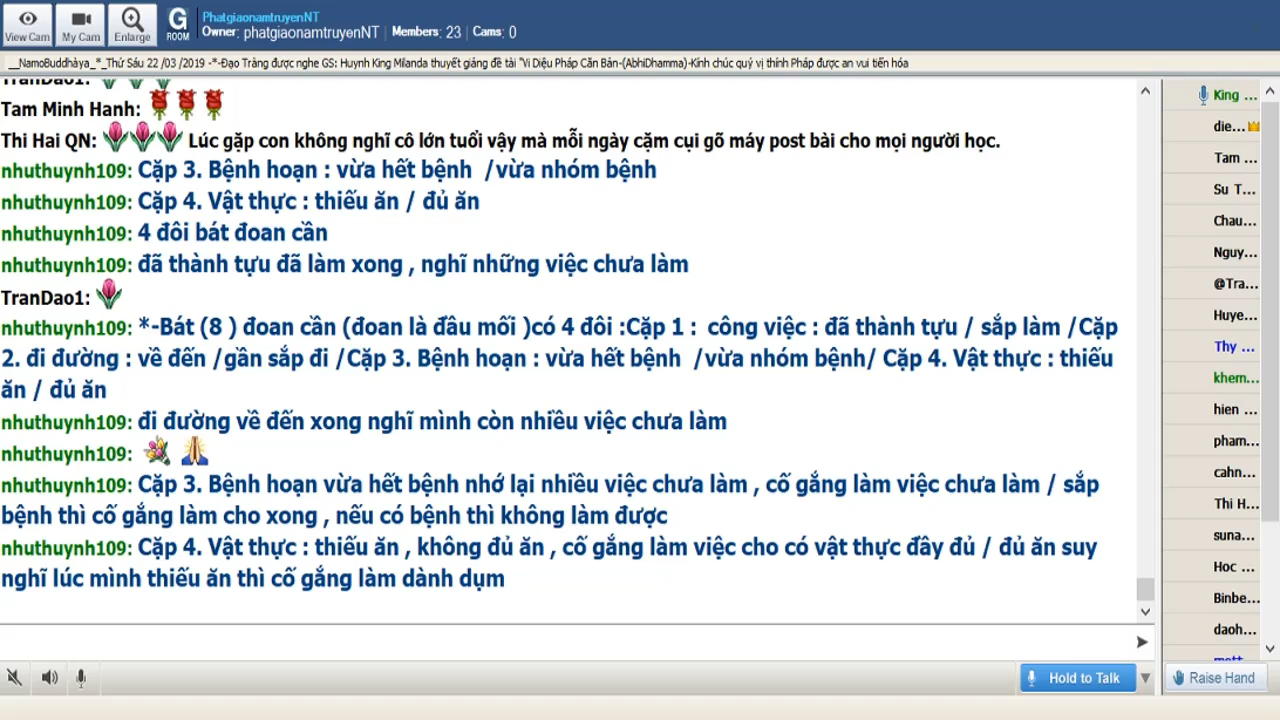 View Cam
My Cam
Enlarge
G
ROOM
PhatgiaonamtruyenNT
Owner: phatgiaonamtruyenNT | Members: 23 | Cams: 0
__NamoBuddhàya_*_Thứ Sáu 22 /03 /2019 -*-Đạo Tràng được nghe GS: Huynh King Milanda thuyết giảng đề tài "Vi Diệu Pháp Căn Bản-(AbhiDhamma)-Kính chúc quý vị thính Pháp được an vui tiến hóa
TranDao1:
Tam Minh Hanh:
Thi Hai QN: Lúc gặp con không nghĩ cô lớn tuổi vậy mà mỗi ngày cặm cụi gõ máy post bài cho mọi người học.
nhuthuynh109: Cặp 3. Bệnh hoạn : vừa hết bệnh /vừa nhóm bệnh
nhuthuynh109: Cặp 4. Vật thực : thiếu ăn / đủ ăn
nhuthuynh109: 4 đôi bát đoan cần
nhuthuynh109: đã thành tựu đã làm xong , nghĩ những việc chưa làm
TranDao1:
nhuthuynh109: *-Bát (8 ) đoan cần (đoan là đầu mối )có 4 đôi :Cặp 1 : công việc : đã thành tựu / sắp làm /Cặp
2. đi đường : về đến /gần sắp đi /Cặp 3. Bệnh hoạn : vừa hết bệnh /vừa nhóm bệnh/ Cặp 4. Vật thực : thiếu
ăn / đủ ăn
nhuthuynh109: đi đường về đến xong nghĩ mình còn nhiều việc chưa làm
nhuthuynh109:
nhuthuynh109: Cặp 3. Bệnh hoạn vừa hết bệnh nhớ lại nhiều việc chưa làm , cố gắng làm việc chưa làm / sắp
bệnh thì cố gắng làm cho xong , nếu có bệnh thì không làm được
nhuthuynh109: Cặp 4. Vật thực : thiếu ăn , không đủ ăn , cố gắng làm việc cho có vật thực đầy đủ / đủ ăn suy
nghĩ lúc mình thiếu ăn thì cố gắng làm dành dụm
King ...
die...
Tam ...
Su T...
Chau...
Nguy...
@Tra...
Huye...
Thy ...
khem...
hien ...
pham...
cahn...
Thi H...
suna...
Hoc ...
Binbe...
daoh...
Hold to Talk
Raise Hand